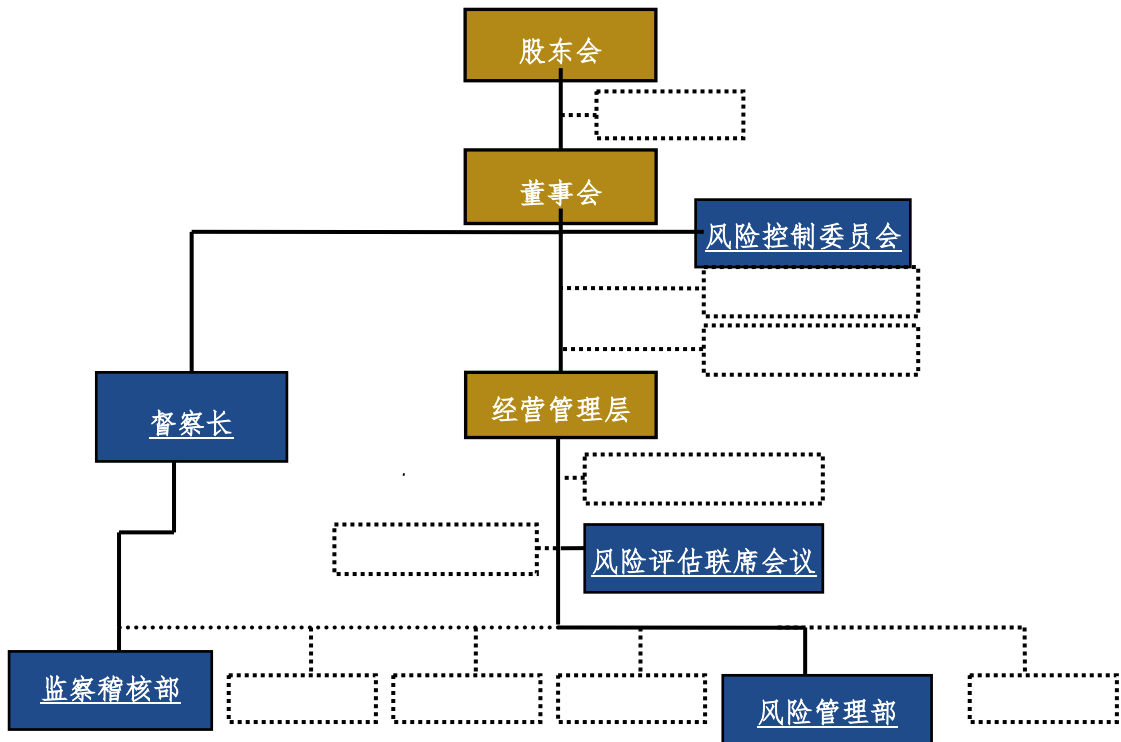 股东会
董事会
风险控制委员会
经营管理层
督察长
风险评估联席会议
监察稽核部
风险管理部